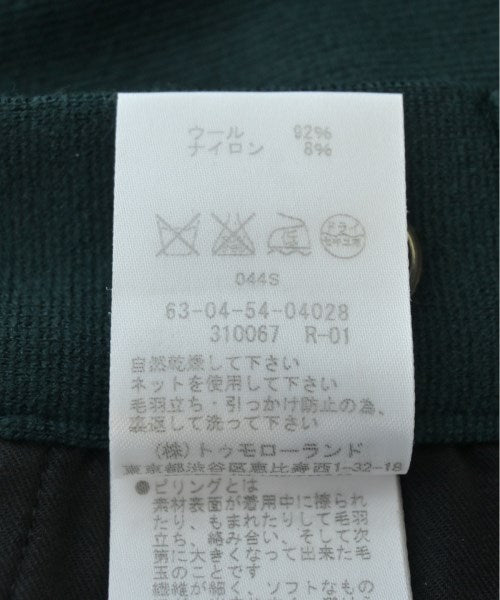 ウール 92%
ナイロン 8%
ドライ
セキユ系
044S
63-04-54-04028
310067 R-01
自然乾燥して下さい
ネットを使用して下さい
毛羽立ち、引っかけ防止の為、
裏返して洗って下さい
(株)トゥモローランド
東京都渋谷区恵比寿西1-32-18
●ピリングとは
素材表面が着用中に擦られ
たり、もまれたりして毛羽
立ち、絡み合い、そして次
第に大きくなって出来た毛
玉のことです
繊維が細く、ソフトなもの